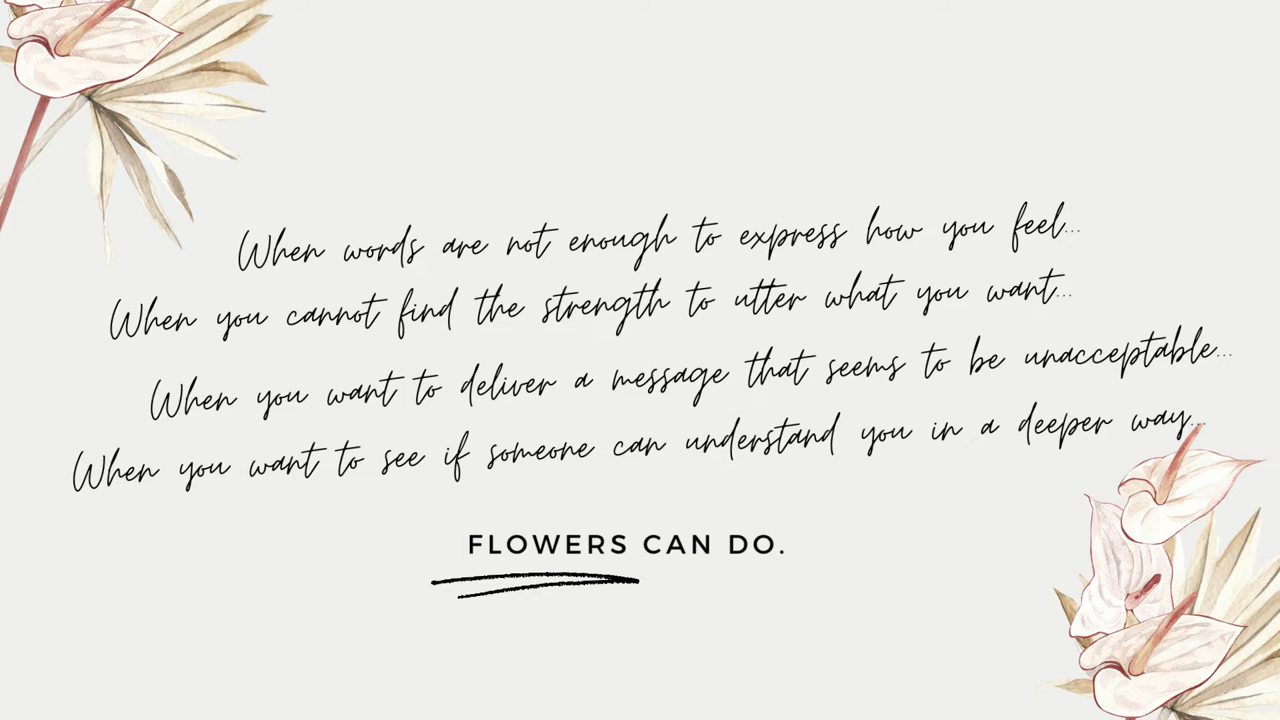 When words are not enough to express how you feel...
When you cannot find the strength to utter what you want...
When you want to deliver a message that seems to be unacceptable...
When you want to see if someone can understand you in a deeper way...
FLOWERS CAN DO.